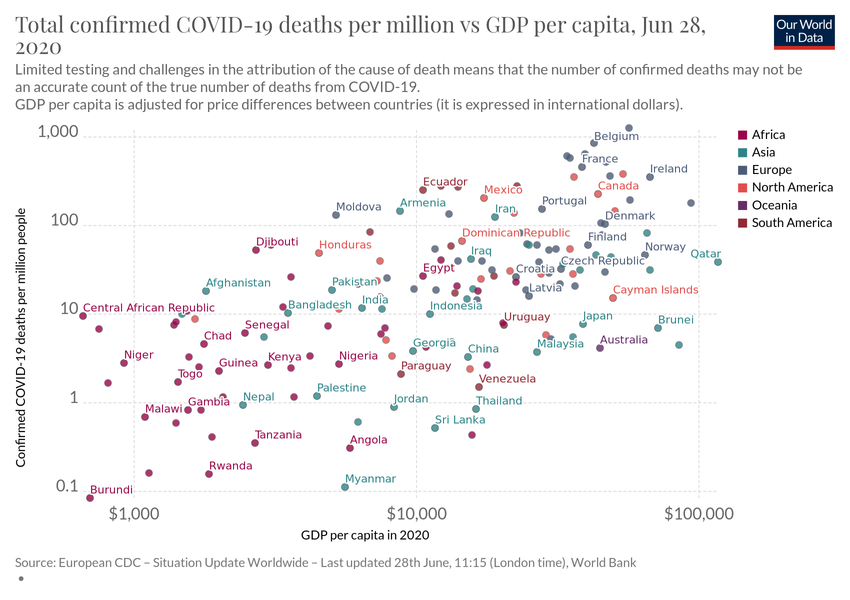 Total confirmed COVID-19 deaths per million vs GDP per capita, Jun 28,
2020
Our World
in Data
Limited testing and challenges in the attribution of the cause of death means that the number of confirmed deaths may not be
an accurate count of the true number of deaths from COVID-19.
GDP per capita is adjusted for price differences between countries (it is expressed in international dollars).
1,000
Belgium
Africa
Asia
France
Europe
Ireland
Ecuador
Mexico
Canada
North America
Armenia
Moldova
Iran
Portugal
Oceania
Denmark
South America
100
Djibouti
Honduras
Dominican Republic
Finland
Iraq
Norway
Qatar
Egypt
Croatia
Czech Republic
Afghanistan
Pakistan
Latvia
Cayman Islands
Central African Republic
Bangladesh
India
Indonesia
10
Senegal
Uruguay
Japan
Brunei
Chad
Georgia
China
Malaysia
Australia
Niger
Guinea
Kenya
Nigeria
Togo
Paraguay
Venezuela
1
Malawi
Gambia
Nepal
Palestine
Jordan
Thailand
Sri Lanka
Tanzania
Angola
Rwanda
Myanmar
Burundi
0.1
$1,000
$10,000
$100,000
Confirmed COVID-19 deaths per million people
GDP per capita in 2020
Source: European CDC – Situation Update Worldwide – Last updated 28th June, 11:15 (London time), World Bank